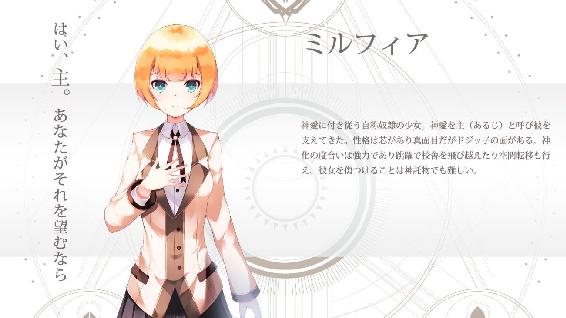 はい、主。あなたがそれを望むなら
ミルフィア
神愛に付き従う自称奴隷の少女。神愛を主（あるじ）と呼び彼を
支えてきた。性格は芯があり真面目だがドジッ子の面がある。神
化の度合いは強力であり跳躍で校舎を飛び越えたり空間転移も行
え、彼女を傷つけることは神託物でも難しい。